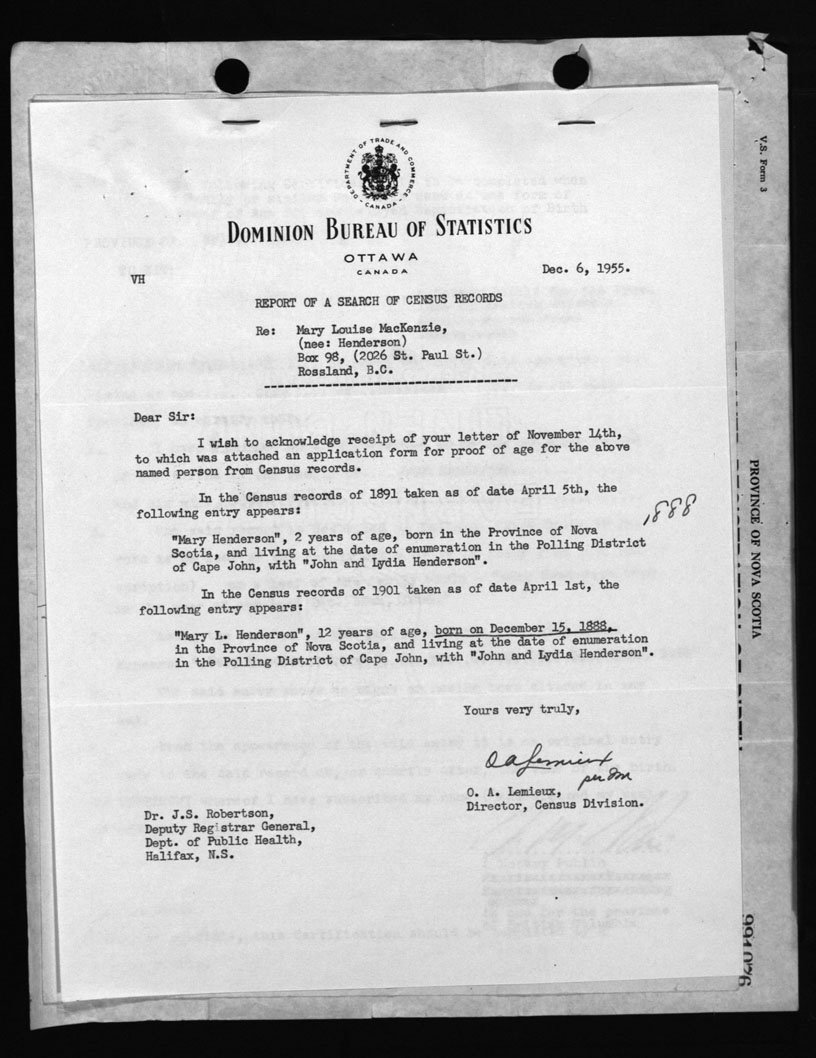 DEPARTMENT OF TRADE AND COMMERCE
CANADA
DOMINION BUREAU OF STATISTICS
OTTAWA
CANADA
Dec. 6, 1955.
VH
REPORT OF A SEARCH OF CENSUS RECORDS
Re: Mary Louise MacKenzie,
(nee: Henderson)
Box 98, (2026 St. Paul St.)
Rossland, B.C.
Dear Sir:
I wish to acknowledge receipt of your letter of November 14th,
to which was attached an application form for proof of age for the above
named person from Census records.
In the Census records of 1891 taken as of date April 5th, the
following entry appears:
1888
"Mary Henderson", 2 years of age, born in the Province of Nova
Scotia, and living at the date of enumeration in the Polling District
of Cape John, with "John and Lydia Henderson".
In the Census records of 1901 taken as of date April 1st, the
following entry appears:
"Mary L. Henderson", 12 years of age, born on December 15, 1888,
in the Province of Nova Scotia, and living at the date of enumeration
in the Polling District of Cape John, with "John and Lydia Henderson".
Yours very truly,
O A Lemieux
per
O. A. Lemieux,
Director, Census Division.
Dr. J.S. Robertson,
Deputy Registrar General,
Dept. of Public Health,
Halifax, N.S.
V.S. Form 3
PROVINCE OF NOVA SCOTIA
991076